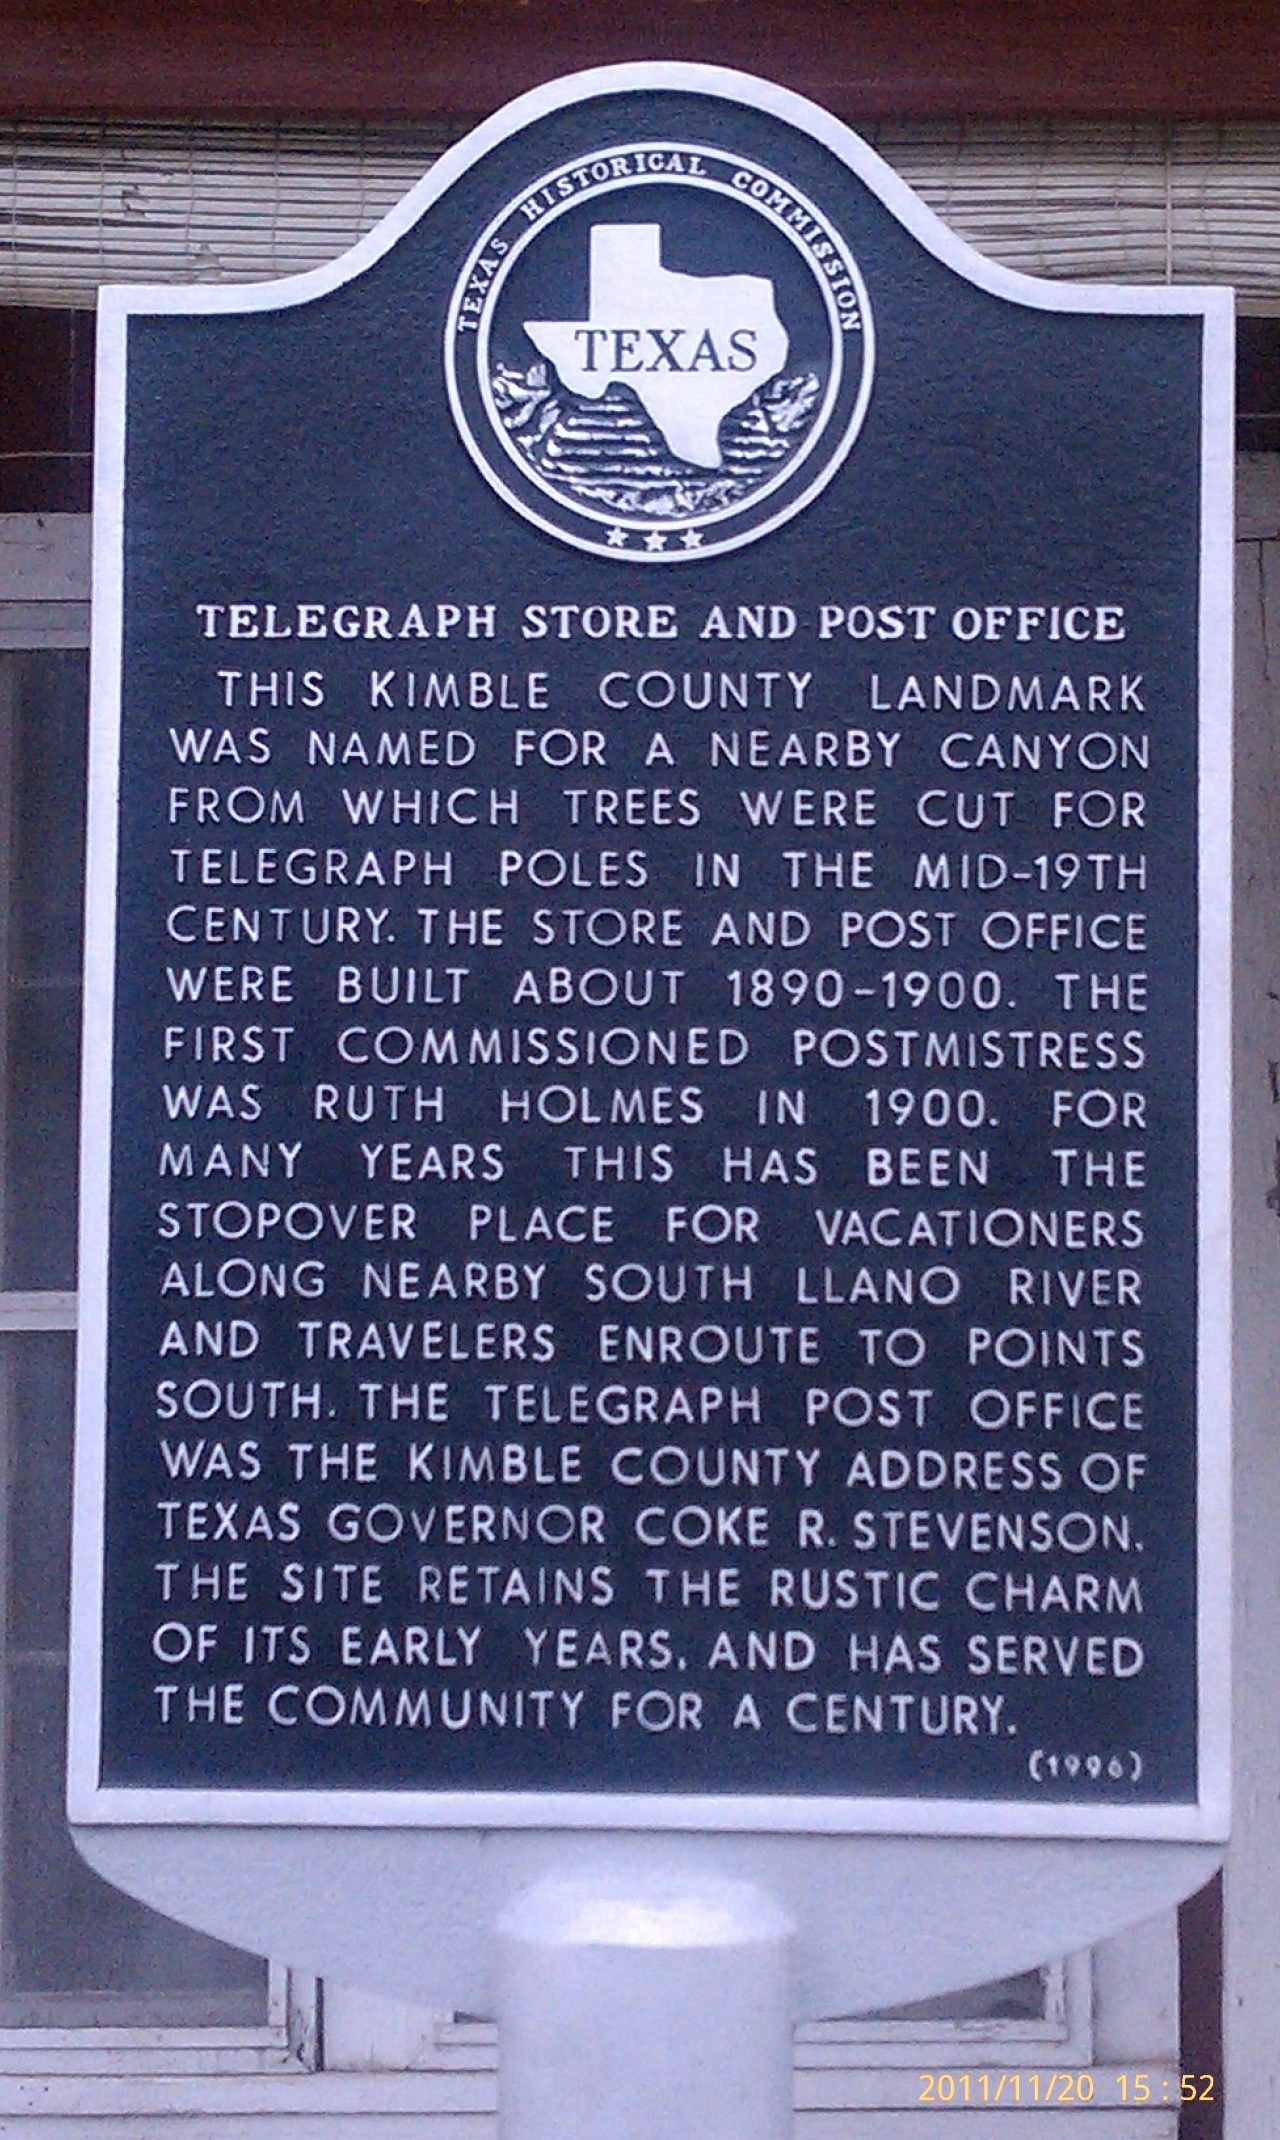 TEXAS HISTORICAL COMMISSION
TEXAS
TELEGRAPH STORE AND POST OFFICE
THIS KIMBLE COUNTY LANDMARK
WAS NAMED FOR A NEARBY CANYON
FROM WHICH TREES WERE CUT FOR
TELEGRAPH POLES IN THE MID-19TH
CENTURY. THE STORE AND POST OFFICE
WERE BUILT ABOUT 1890-1900. THE
FIRST COMMISSIONED POSTMISTRESS
WAS RUTH HOLMES IN 1900. FOR
MANY YEARS THIS HAS BEEN THE
STOPOVER PLACE FOR VACATIONERS
ALONG NEARBY SOUTH LLANO RIVER
AND TRAVELERS ENROUTE TO POINTS
SOUTH. THE TELEGRAPH POST OFFICE
WAS THE KIMBLE COUNTY ADDRESS OF
TEXAS GOVERNOR COKE R. STEVENSON.
THE SITE RETAINS THE RUSTIC CHARM
OF ITS EARLY YEARS, AND HAS SERVED
THE COMMUNITY FOR A CENTURY.
(1996)
2011/11/20 15:52